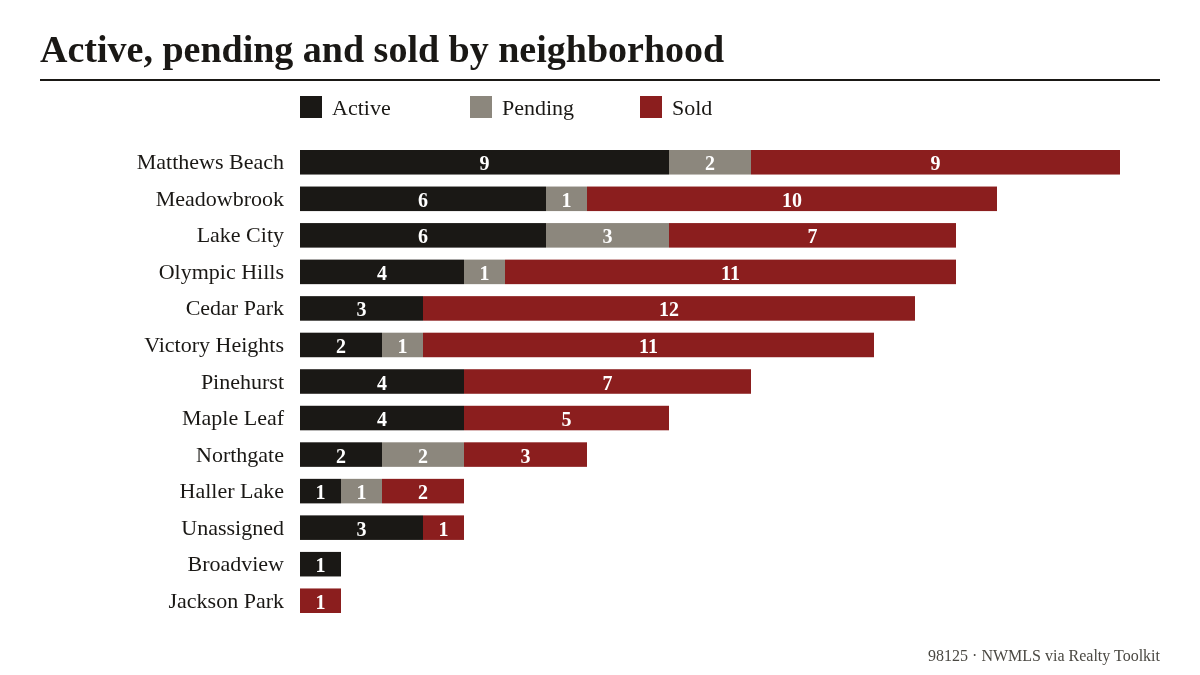 Active, pending and sold by neighborhood
Active Pending Sold
Matthews Beach 9 2 9
Meadowbrook 6 1 10
Lake City 6 3 7
Olympic Hills 4 1 11
Cedar Park 3 12
Victory Heights 2 1 11
Pinehurst 4 7
Maple Leaf 4 5
Northgate 2 2 3
Haller Lake 1 1 2
Unassigned 3 1
Broadview 1
Jackson Park 1
98125 · NWMLS via Realty Toolkit